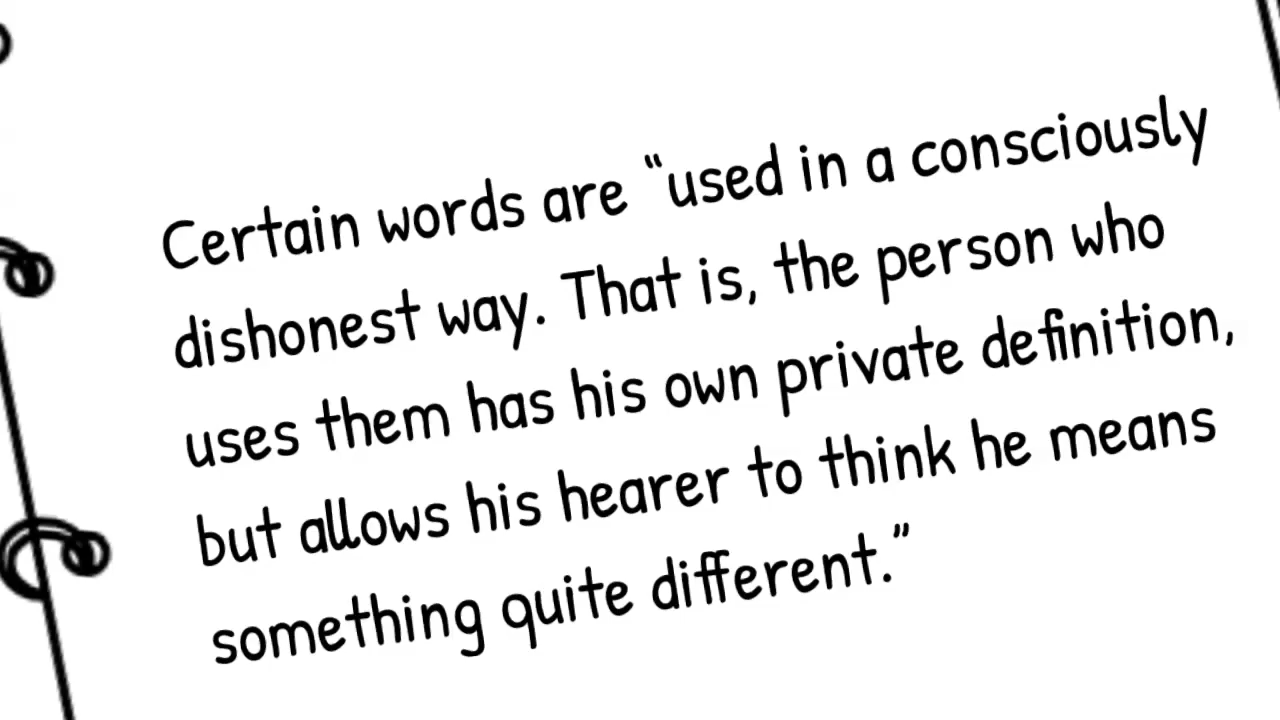 Certain words are “used in a consciously
dishonest way. That is, the person who
uses them has his own private definition,
but allows his hearer to think he means
something quite different.”